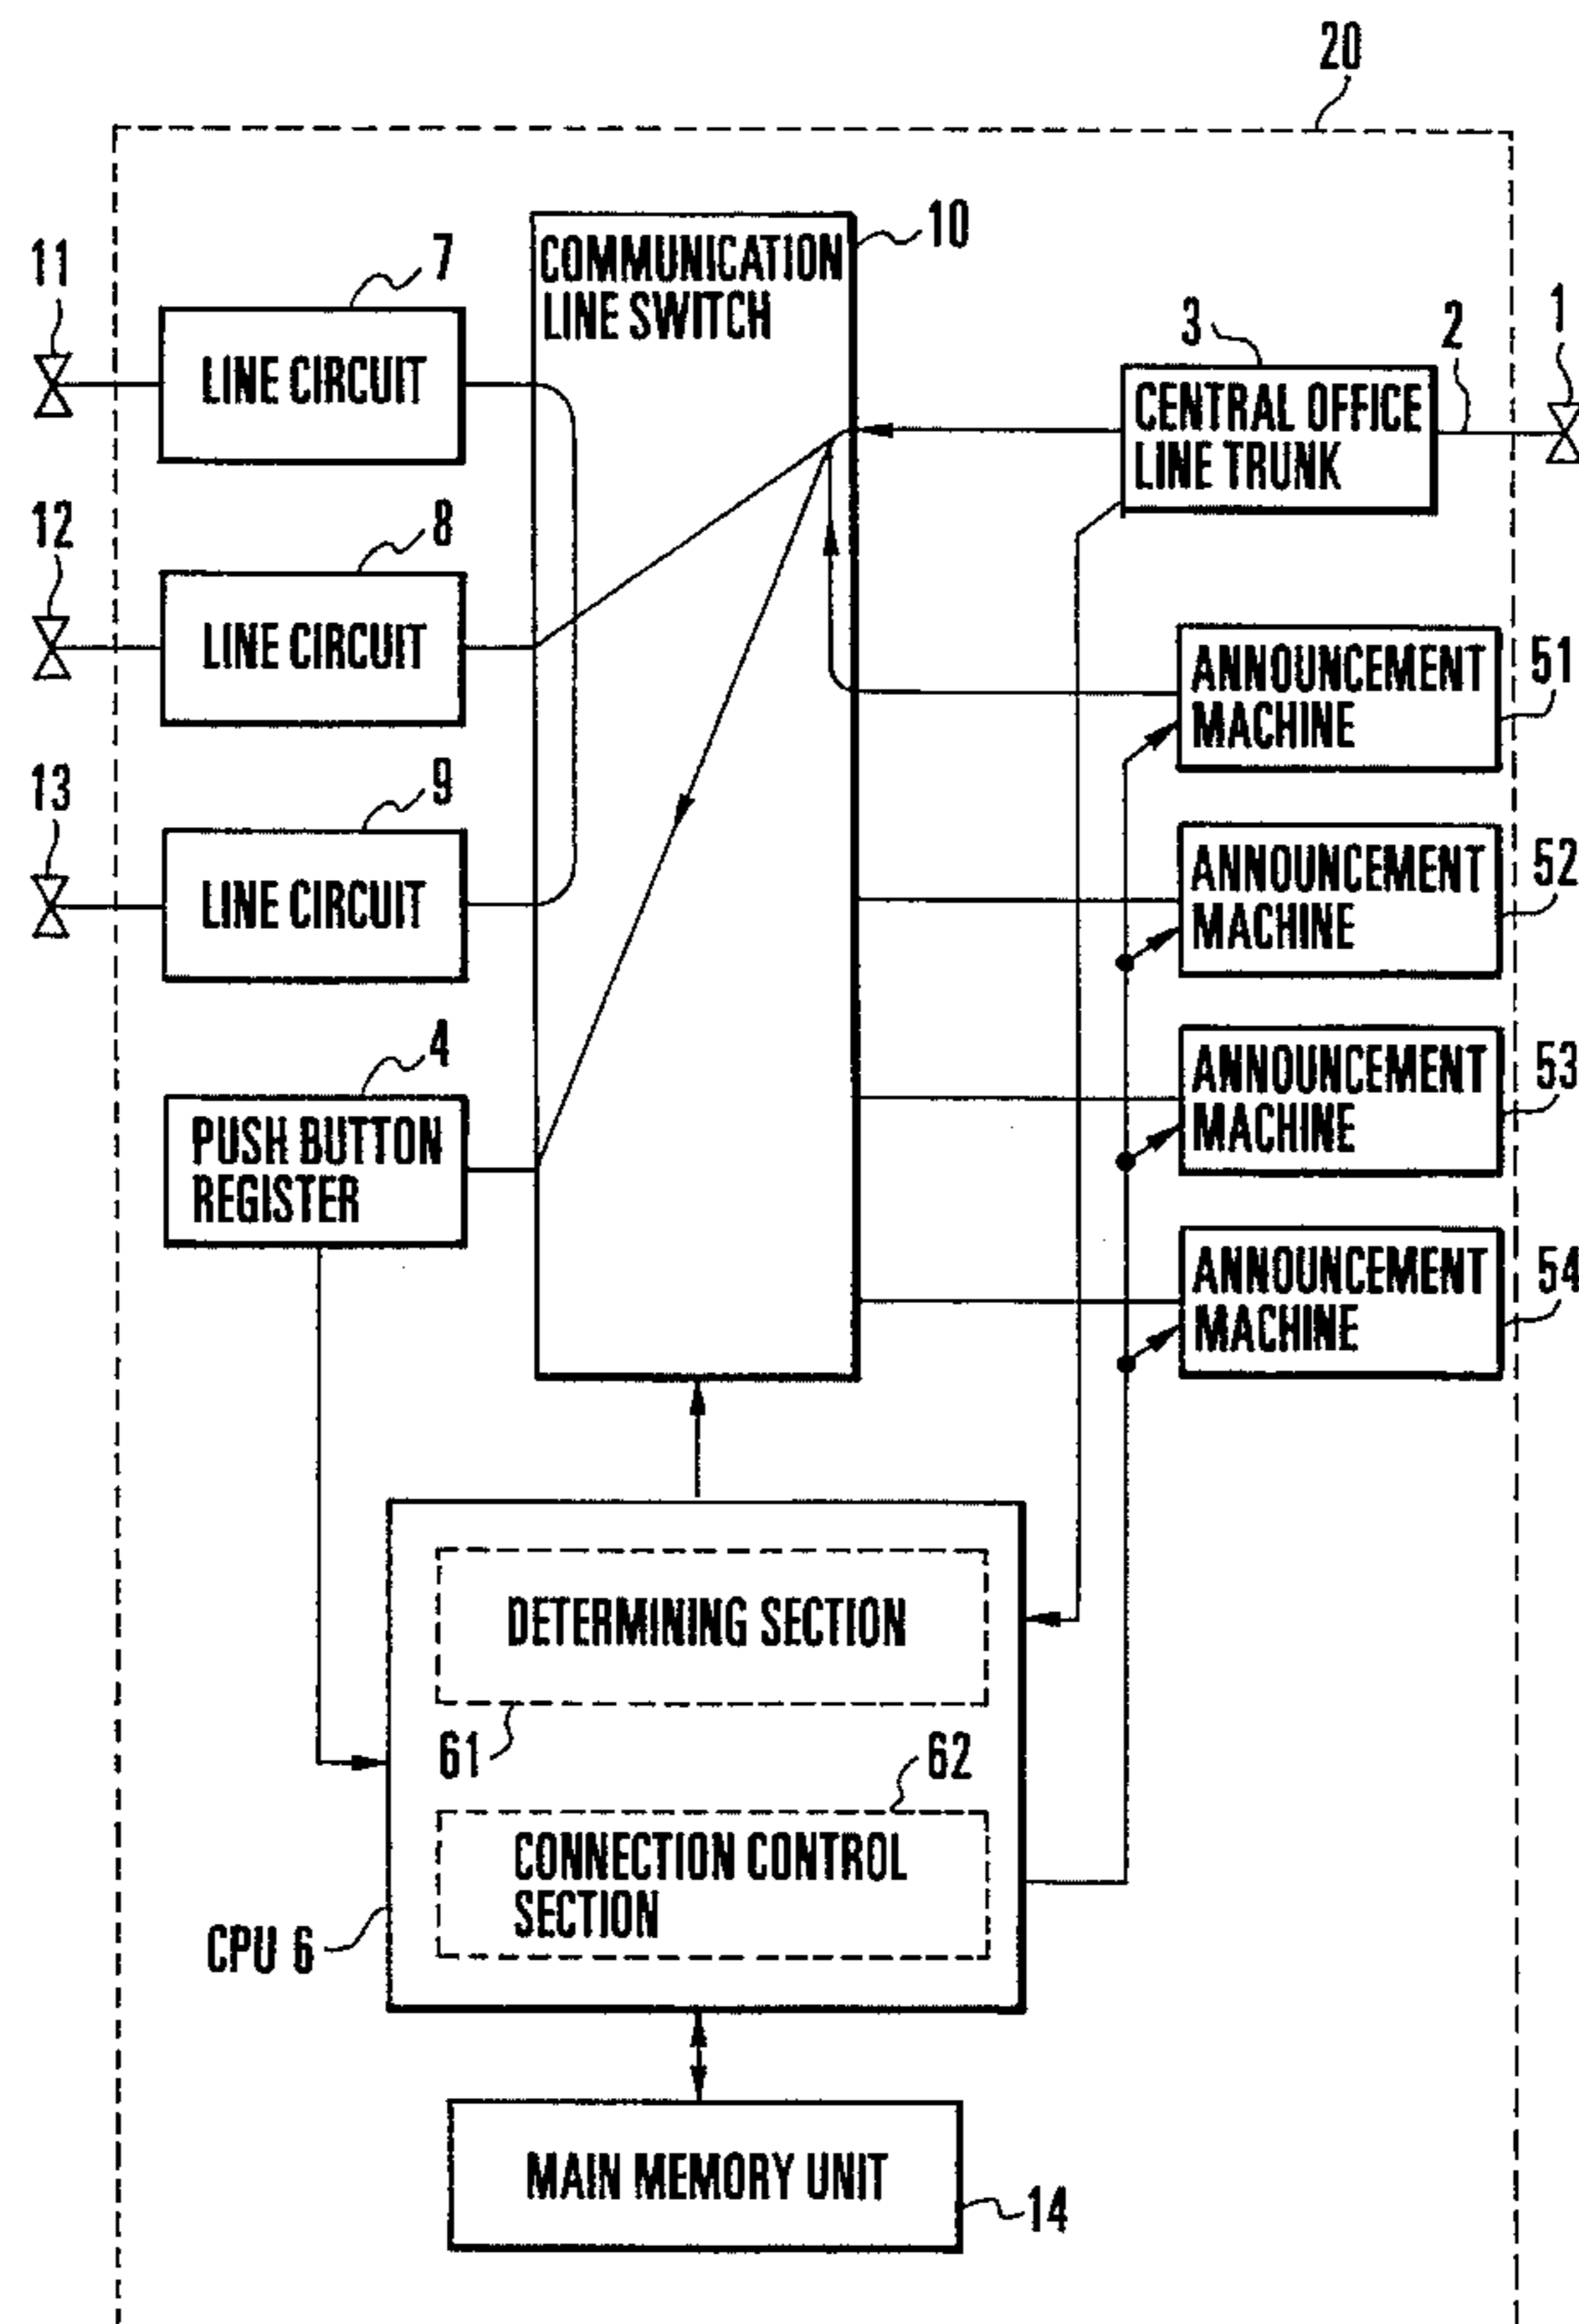 20
10
COMMUNICATION
LINE SWITCH
11
7
LINE CIRCUIT
3
2
1
CENTRAL OFFICE
LINE TRUNK
12
8
LINE CIRCUIT
51
ANNOUNCEMENT
MACHINE
13
9
LINE CIRCUIT
52
ANNOUNCEMENT
MACHINE
4
PUSH BUTTON
REGISTER
53
ANNOUNCEMENT
MACHINE
54
ANNOUNCEMENT
MACHINE
DETERMINING SECTION
61
62
CONNECTION CONTROL
SECTION
CPU 6
MAIN MEMORY UNIT
14